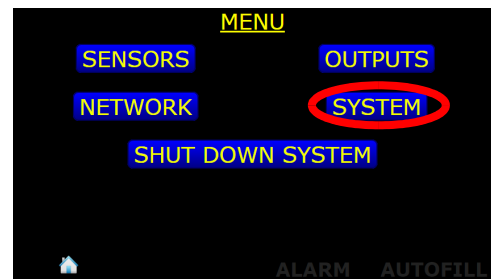 MENU
SENSORS OUTPUTS
NETWORK SYSTEM
SHUT DOWN SYSTEM
ALARM AUTOFILL